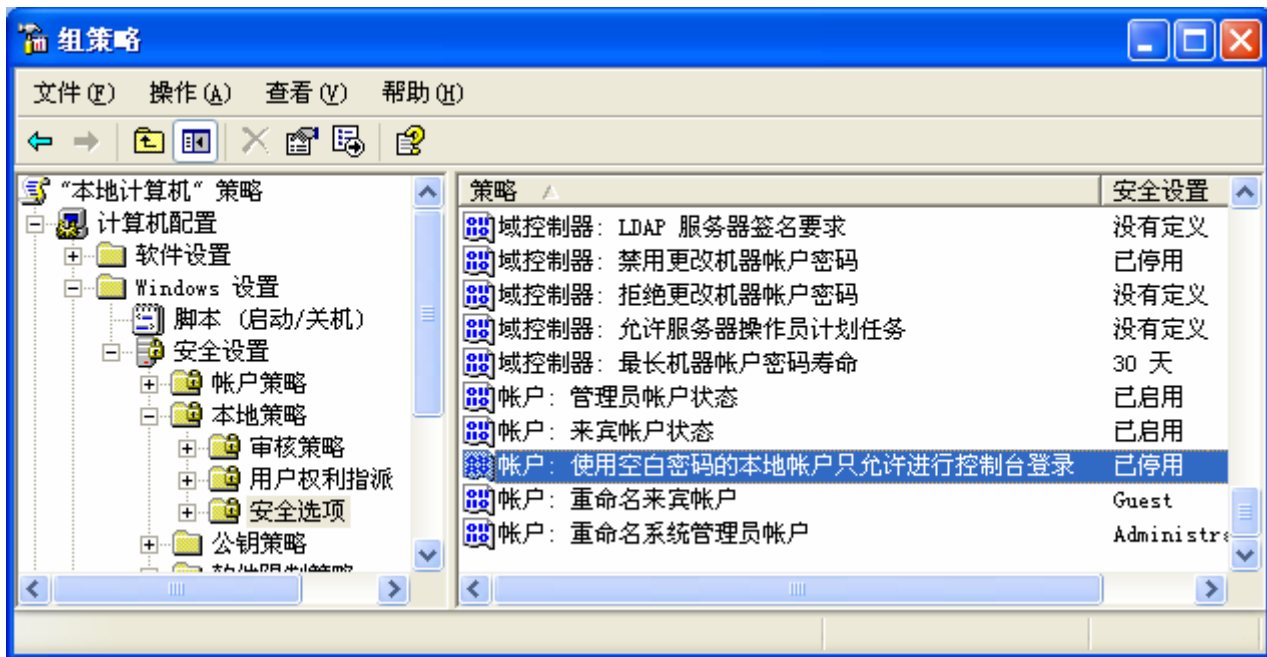 组策略
文件(F) 操作(A) 查看(V) 帮助(H)
“本地计算机” 策略
计算机配置
软件设置
Windows 设置
脚本 (启动/关机)
安全设置
帐户策略
本地策略
审核策略
用户权利指派
安全选项
公钥策略
软件限制策略
策略 安全设置
域控制器: LDAP 服务器签名要求 没有定义
域控制器: 禁用更改机器帐户密码 已停用
域控制器: 拒绝更改机器帐户密码 没有定义
域控制器: 允许服务器操作员计划任务 没有定义
域控制器: 最长机器帐户密码寿命 30 天
帐户: 管理员帐户状态 已启用
帐户: 来宾帐户状态 已启用
帐户: 使用空白密码的本地帐户只允许进行控制台登录 已停用
帐户: 重命名来宾帐户 Guest
帐户: 重命名系统管理员帐户 Administra